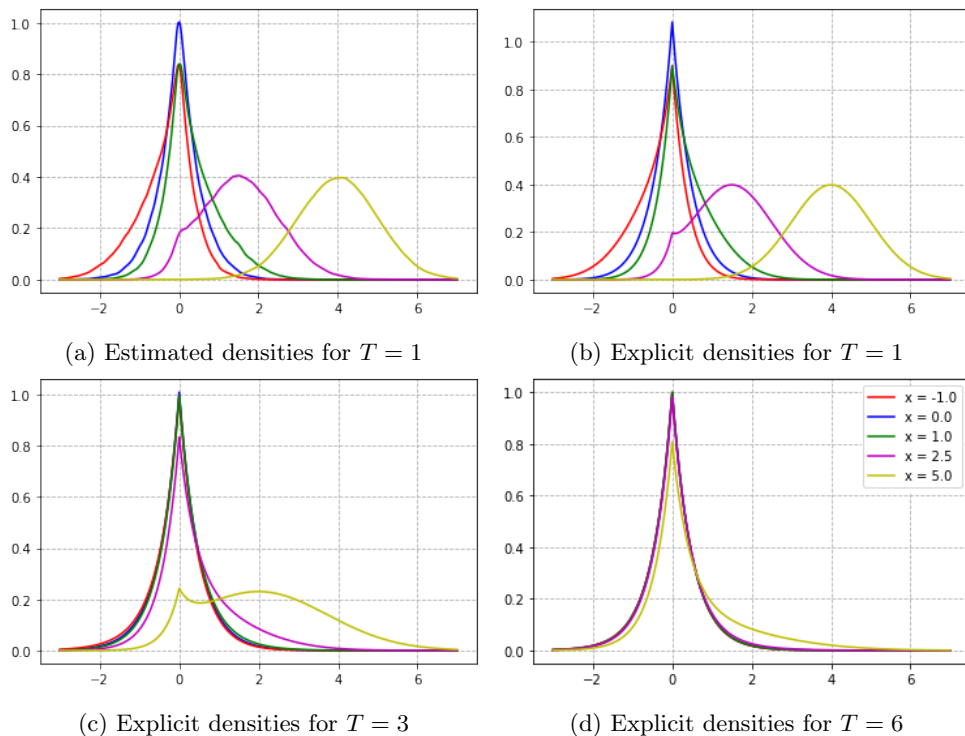 1.0
0.8
0.6
0.4
0.2
0.0
−2 0 2 4 6
1.0
0.8
0.6
0.4
0.2
0.0
−2 0 2 4 6
(a) Estimated densities for T = 1
(b) Explicit densities for T = 1
1.0
0.8
0.6
0.4
0.2
0.0
−2 0 2 4 6
1.0
0.8
0.6
0.4
0.2
0.0
−2 0 2 4 6
x = -1.0
x = 0.0
x = 1.0
x = 2.5
x = 5.0
(c) Explicit densities for T = 3
(d) Explicit densities for T = 6